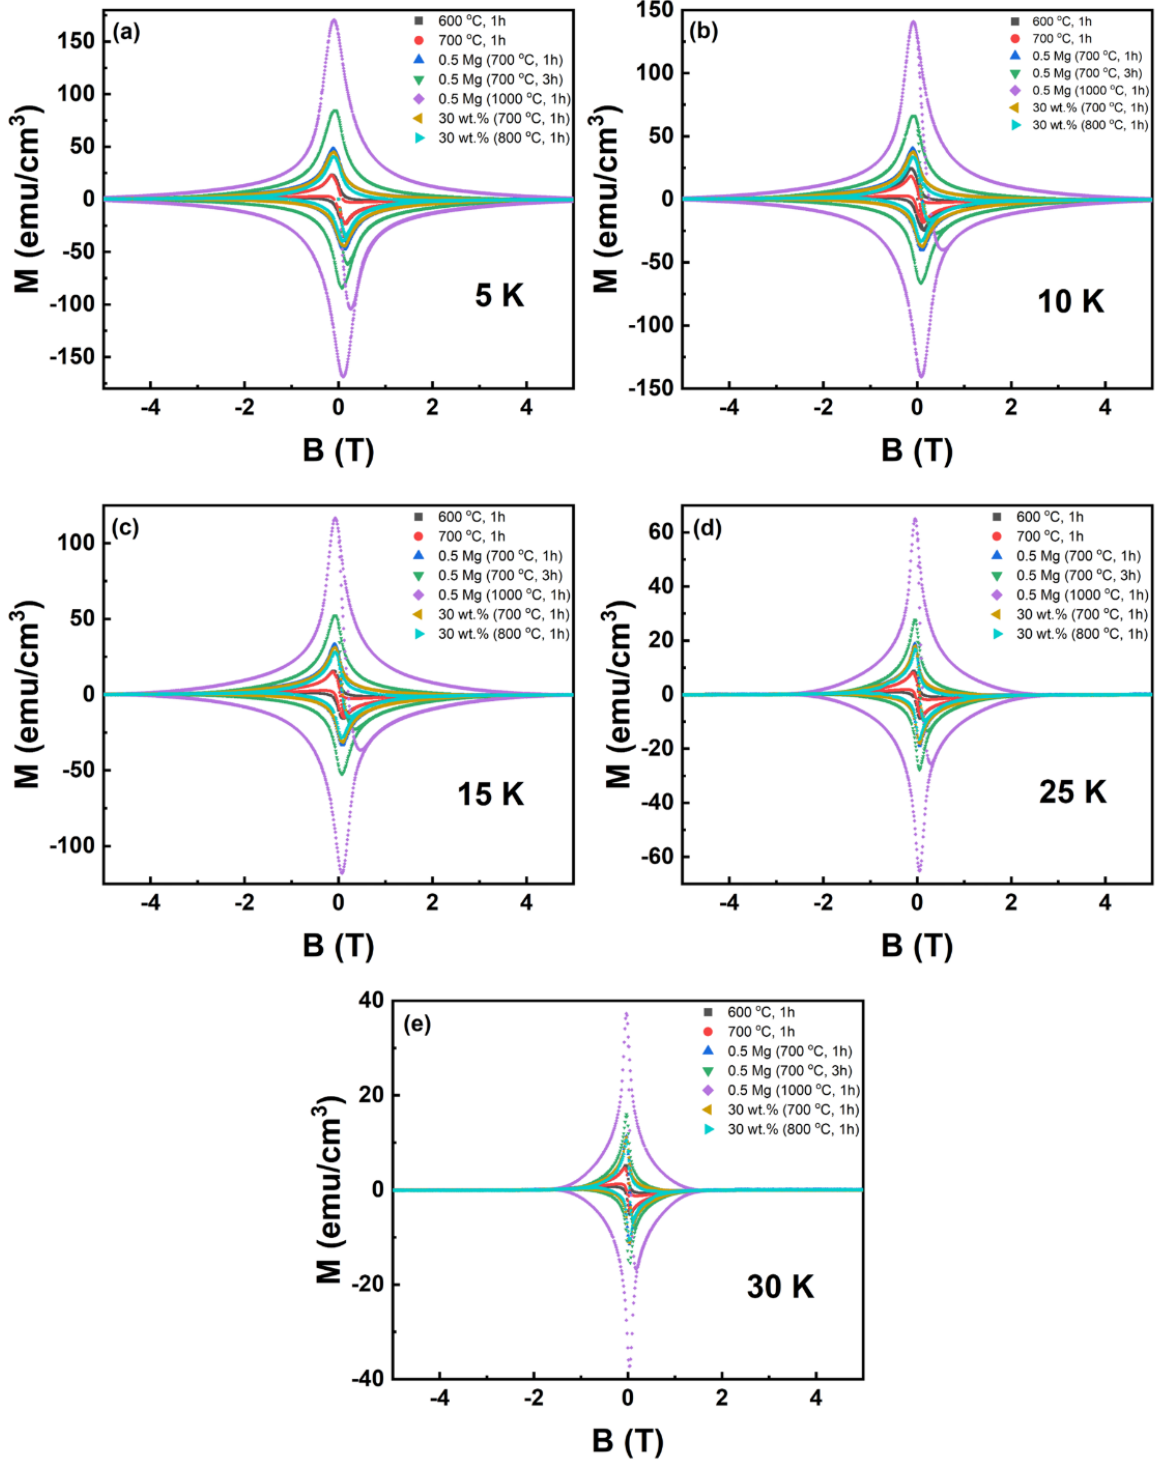 (a)
600 °C, 1h
700 °C, 1h
0.5 Mg (700 °C, 1h)
0.5 Mg (700 °C, 3h)
0.5 Mg (1000 °C, 1h)
30 wt.% (700 °C, 1h)
30 wt.% (800 °C, 1h)
150
100
50
0
-50
-100
-150
M (emu/cm³)
5 K
-4 -2 0 2 4
B (T)
(b)
600 °C, 1h
700 °C, 1h
0.5 Mg (700 °C, 1h)
0.5 Mg (700 °C, 3h)
0.5 Mg (1000 °C, 1h)
30 wt.% (700 °C, 1h)
30 wt.% (800 °C, 1h)
150
100
50
0
-50
-100
-150
M (emu/cm³)
10 K
-4 -2 0 2 4
B (T)
(c)
600 °C, 1h
700 °C, 1h
0.5 Mg (700 °C, 1h)
0.5 Mg (700 °C, 3h)
0.5 Mg (1000 °C, 1h)
30 wt.% (700 °C, 1h)
30 wt.% (800 °C, 1h)
100
50
0
-50
-100
M (emu/cm³)
15 K
-4 -2 0 2 4
B (T)
(d)
600 °C, 1h
700 °C, 1h
0.5 Mg (700 °C, 1h)
0.5 Mg (700 °C, 3h)
0.5 Mg (1000 °C, 1h)
30 wt.% (700 °C, 1h)
30 wt.% (800 °C, 1h)
60
40
20
0
-20
-40
-60
M (emu/cm³)
25 K
-4 -2 0 2 4
B (T)
(e)
600 °C, 1h
700 °C, 1h
0.5 Mg (700 °C, 1h)
0.5 Mg (700 °C, 3h)
0.5 Mg (1000 °C, 1h)
30 wt.% (700 °C, 1h)
30 wt.% (800 °C, 1h)
40
20
0
-20
-40
M (emu/cm³)
30 K
-4 -2 0 2 4
B (T)